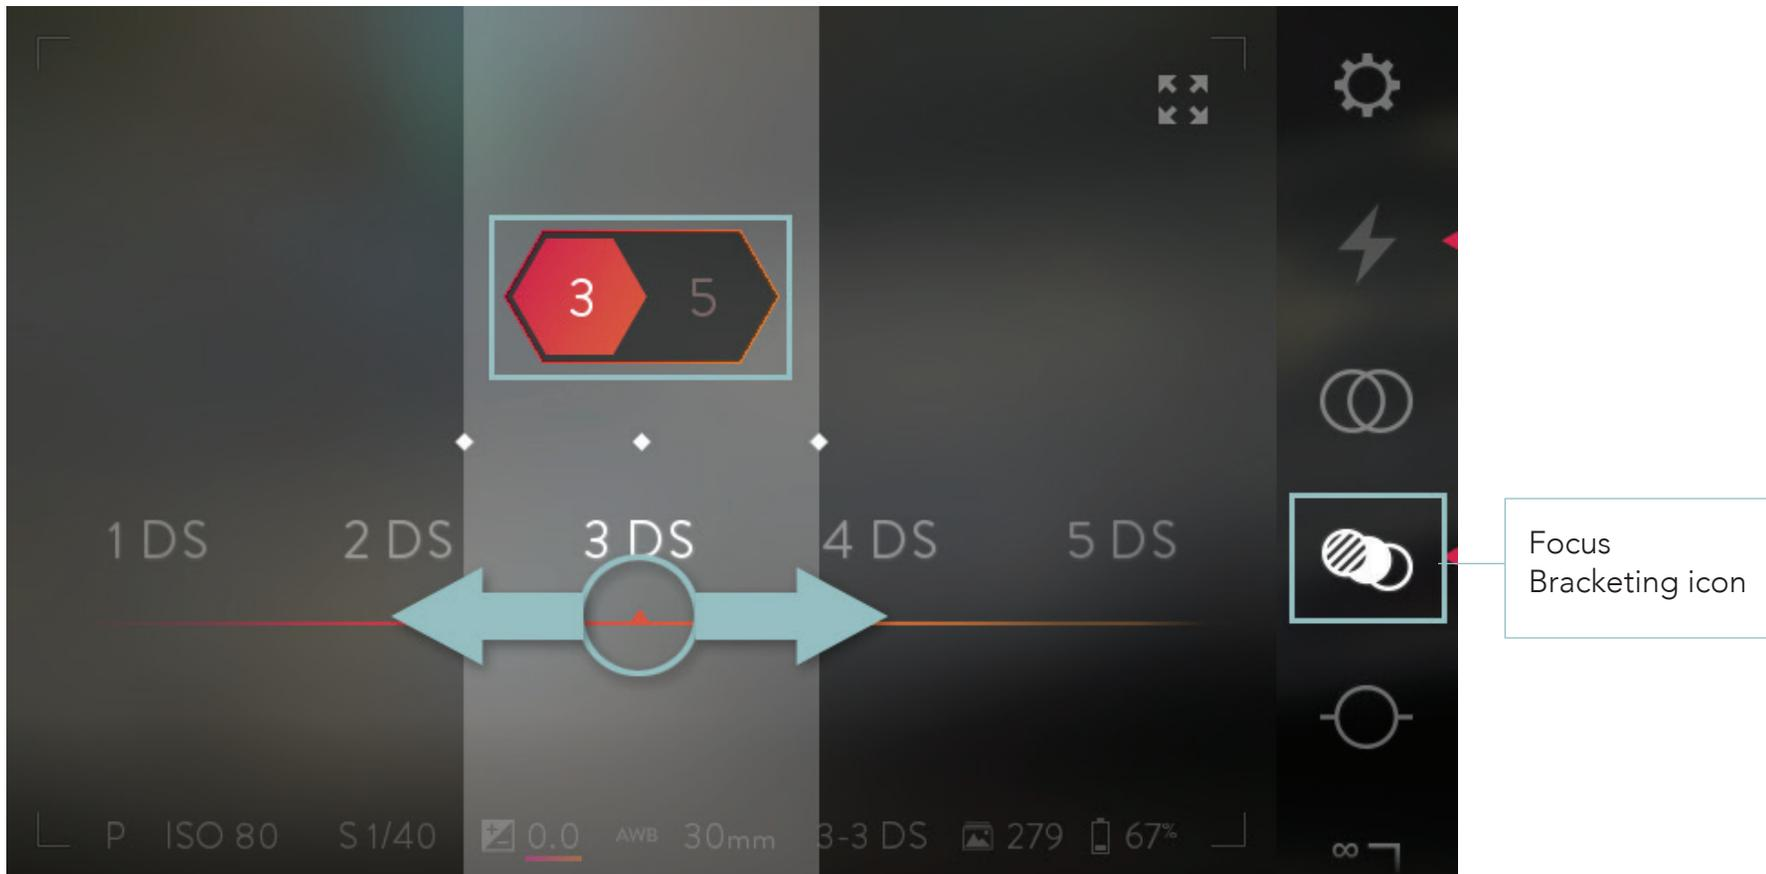 3 5
1 DS 2 DS 3 DS 4 DS 5 DS
Focus
Bracketing icon
P ISO 80 S 1/40 0.0 AWB 30mm 3-3 DS 279 67%
∞